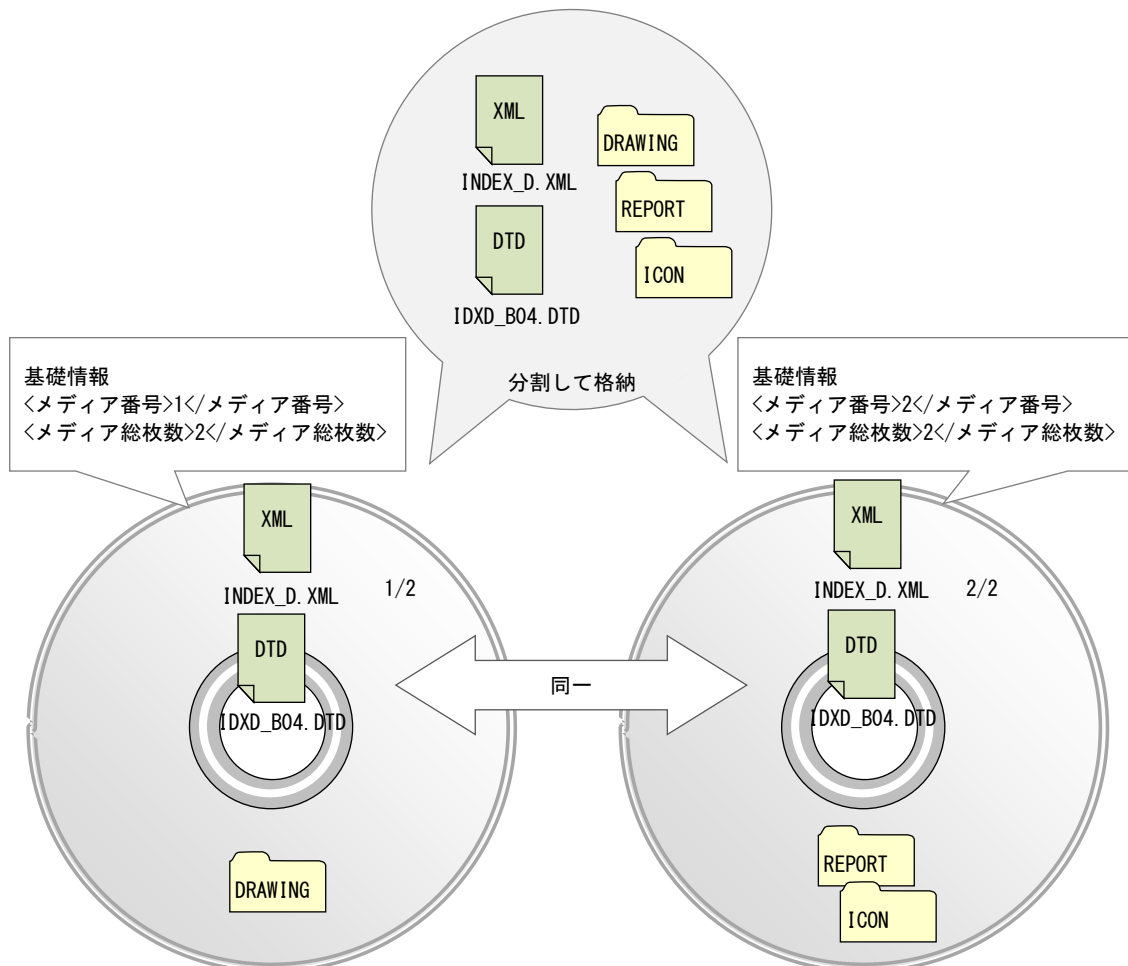 XML
INDEX_D.XML
DTD
IDXD_B04.DTD
DRAWING
REPORT
ICON
分割して格納
基礎情報
<メディア番号>1</メディア番号>
<メディア総枚数>2</メディア総枚数>
基礎情報
<メディア番号>2</メディア番号>
<メディア総枚数>2</メディア総枚数>
XML
INDEX_D.XML
1/2
DTD
IDXD_B04.DTD
DRAWING
同一
XML
INDEX_D.XML
2/2
DTD
IDXD_B04.DTD
REPORT
ICON